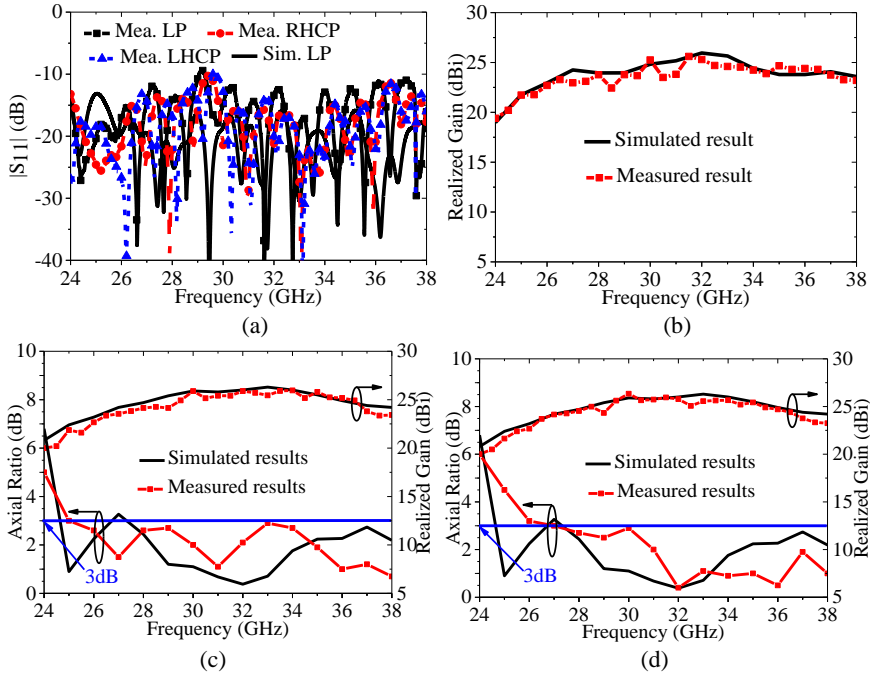 (a)
|S11| (dB)
0
-10
-20
-30
-40
Mea. LP
Mea. RHCP
Mea. LHCP
Sim. LP
24 26 28 30 32 34 36 38
Frequency (GHz)
(b)
Realized Gain (dBi)
30
25
20
15
10
5
Simulated result
Measured result
24 26 28 30 32 34 36 38
Frequency (GHz)
(c)
Axial Ratio (dB)
10
8
6
4
2
0
Simulated results
Measured results
3dB
30
25
20
15
10
5
Realized Gain (dBi)
24 26 28 30 32 34 36 38
Frequency (GHz)
(d)
Axial Ratio (dB)
10
8
6
4
2
0
Simulated results
Measured results
3dB
30
25
20
15
10
5
Realized Gain (dBi)
24 26 28 30 32 34 36 38
Frequency (GHz)